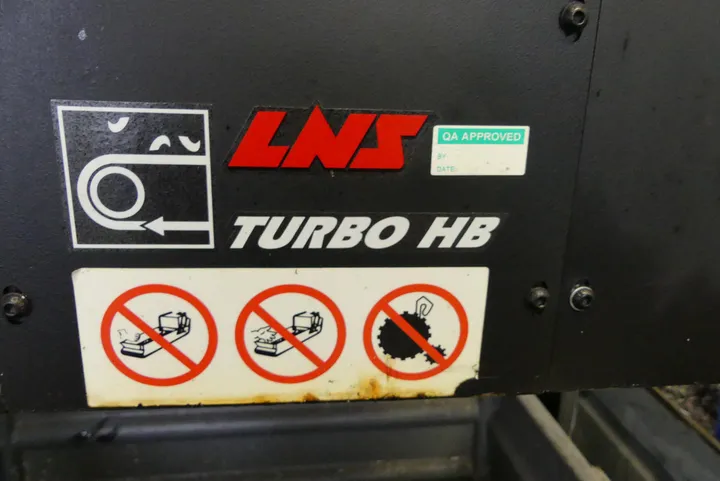 LNS
QA APPROVED
BY
DATE:
TURBO HB